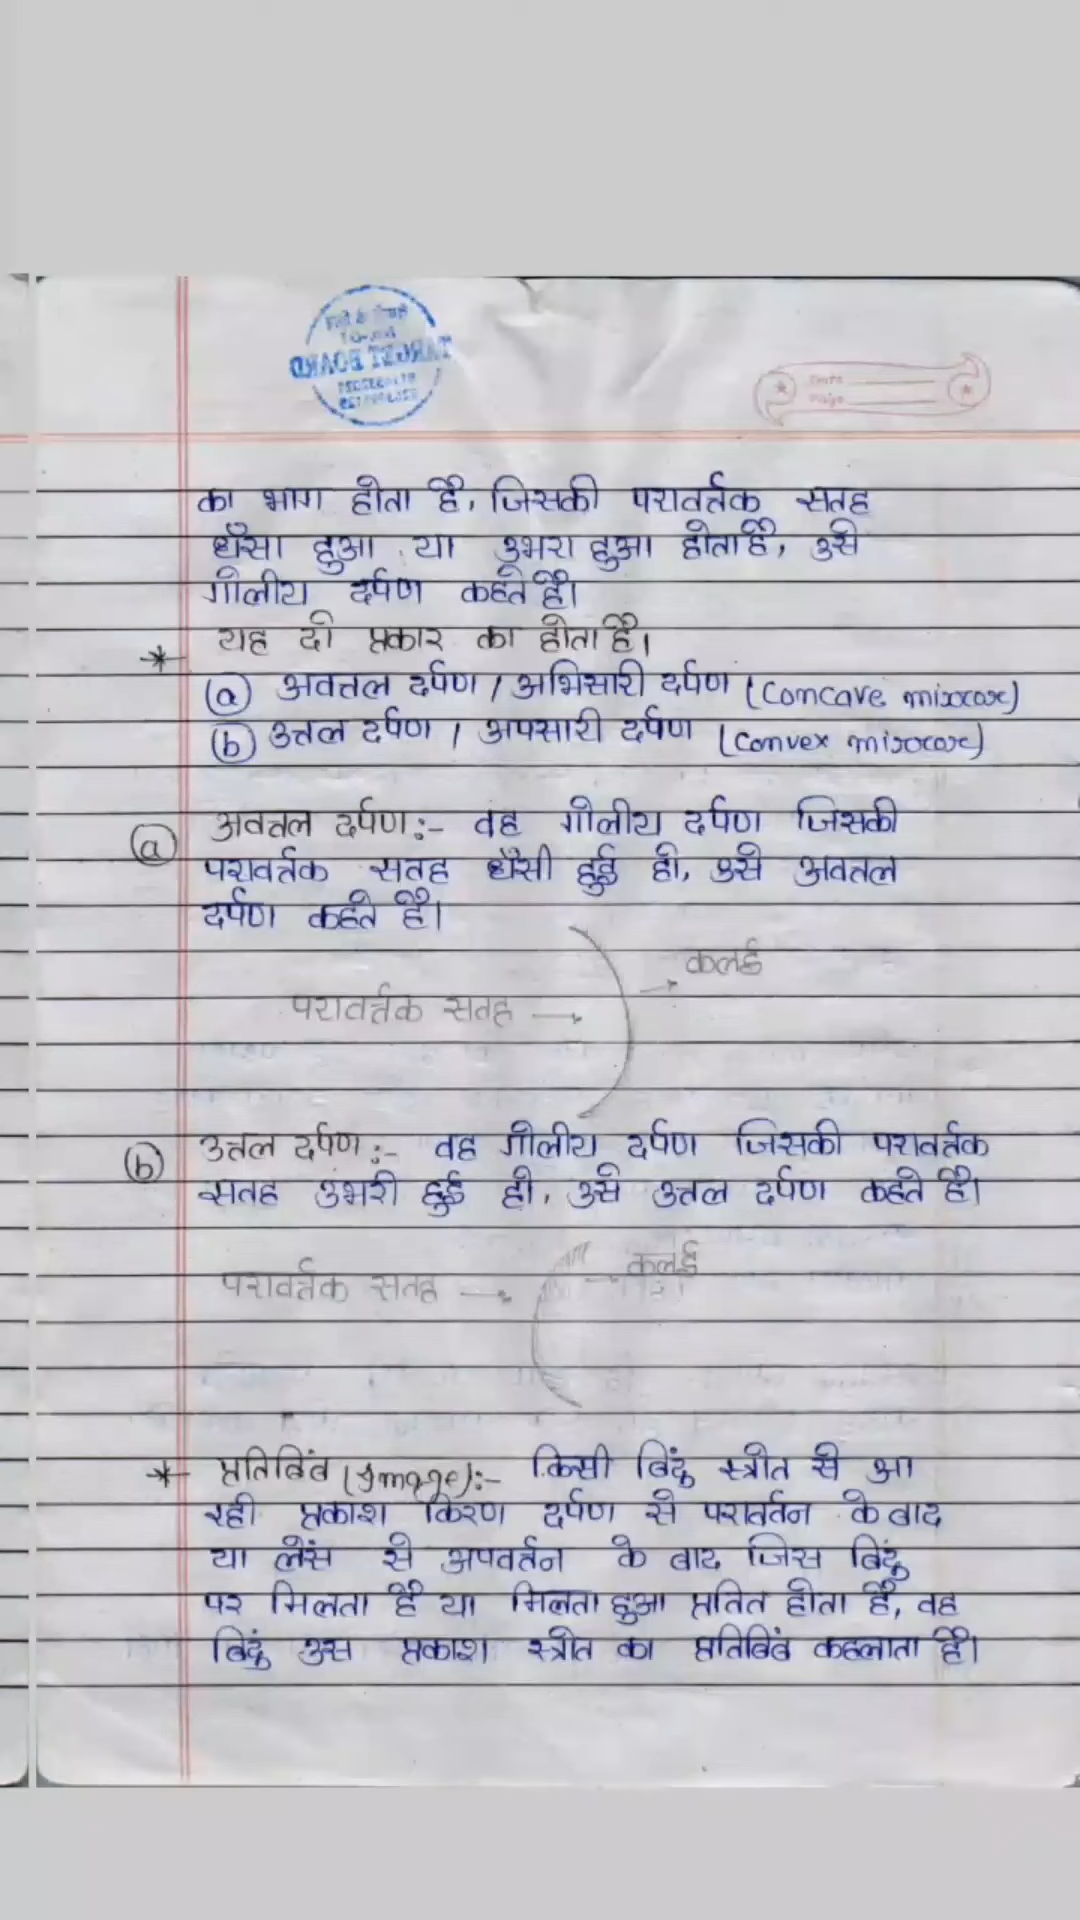 TARGET BOARD
Date
Page
का भाग होता है, जिसकी परावर्त्तक सतह
धँसा हुआ या उभरा हुआ होता है, उसे
गोलीय दर्पण कहते है।
* यह दो प्रकार का होता है।
(a) अवतल दर्पण / अभिसारी दर्पण (Concave mirror)
(b) उत्तल दर्पण / अपसारी दर्पण (Convex mirror)
(a) अवतल दर्पण :- वह गोलीय दर्पण जिसकी
परावर्तक सतह धँसी हुई हो, उसे अवतल
दर्पण कहते है।
कलई
परावर्त्तक सतह →
(b) उत्तल दर्पण :- वह गोलीय दर्पण जिसकी परावर्तक
सतह उभरी हुई हो, उसे उत्तल दर्पण कहते है।
कलई
परावर्तक सतह →
* प्रतिबिंब (Image):- किसी बिंदु स्त्रोत से आ
रही प्रकाश किरण दर्पण से परावर्तन के बाद
या लेंस से अपवर्तन के बाद जिस बिंदु
पर मिलता है या मिलता हुआ प्रतित होता है, वह
बिंदु उस प्रकाश स्त्रोत का प्रतिबिंब कहलाता है।